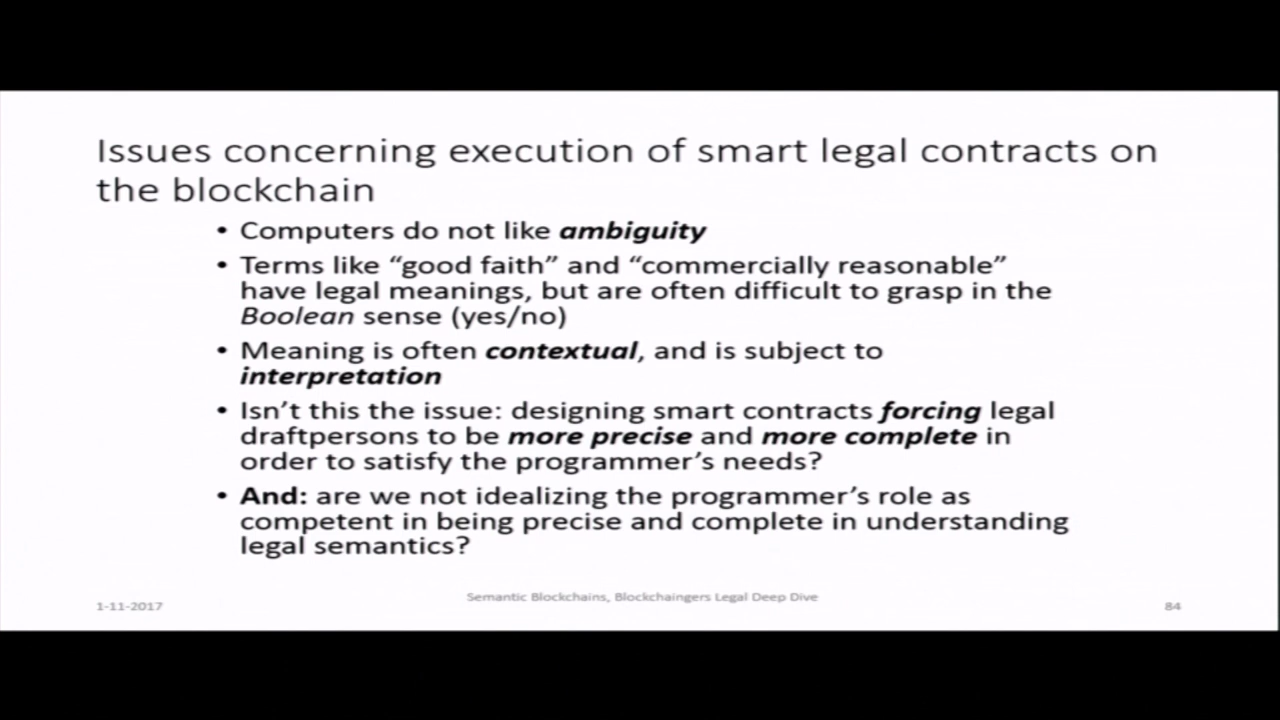 Issues concerning execution of smart legal contracts on
the blockchain
• Computers do not like ambiguity
• Terms like “good faith” and “commercially reasonable”
have legal meanings, but are often difficult to grasp in the
Boolean sense (yes/no)
• Meaning is often contextual, and is subject to
interpretation
• Isn’t this the issue: designing smart contracts forcing legal
draftpersons to be more precise and more complete in
order to satisfy the programmer’s needs?
• And: are we not idealizing the programmer’s role as
competent in being precise and complete in understanding
legal semantics?
1-11-2017
Semantic Blockchains, Blockchaingers Legal Deep Dive
84